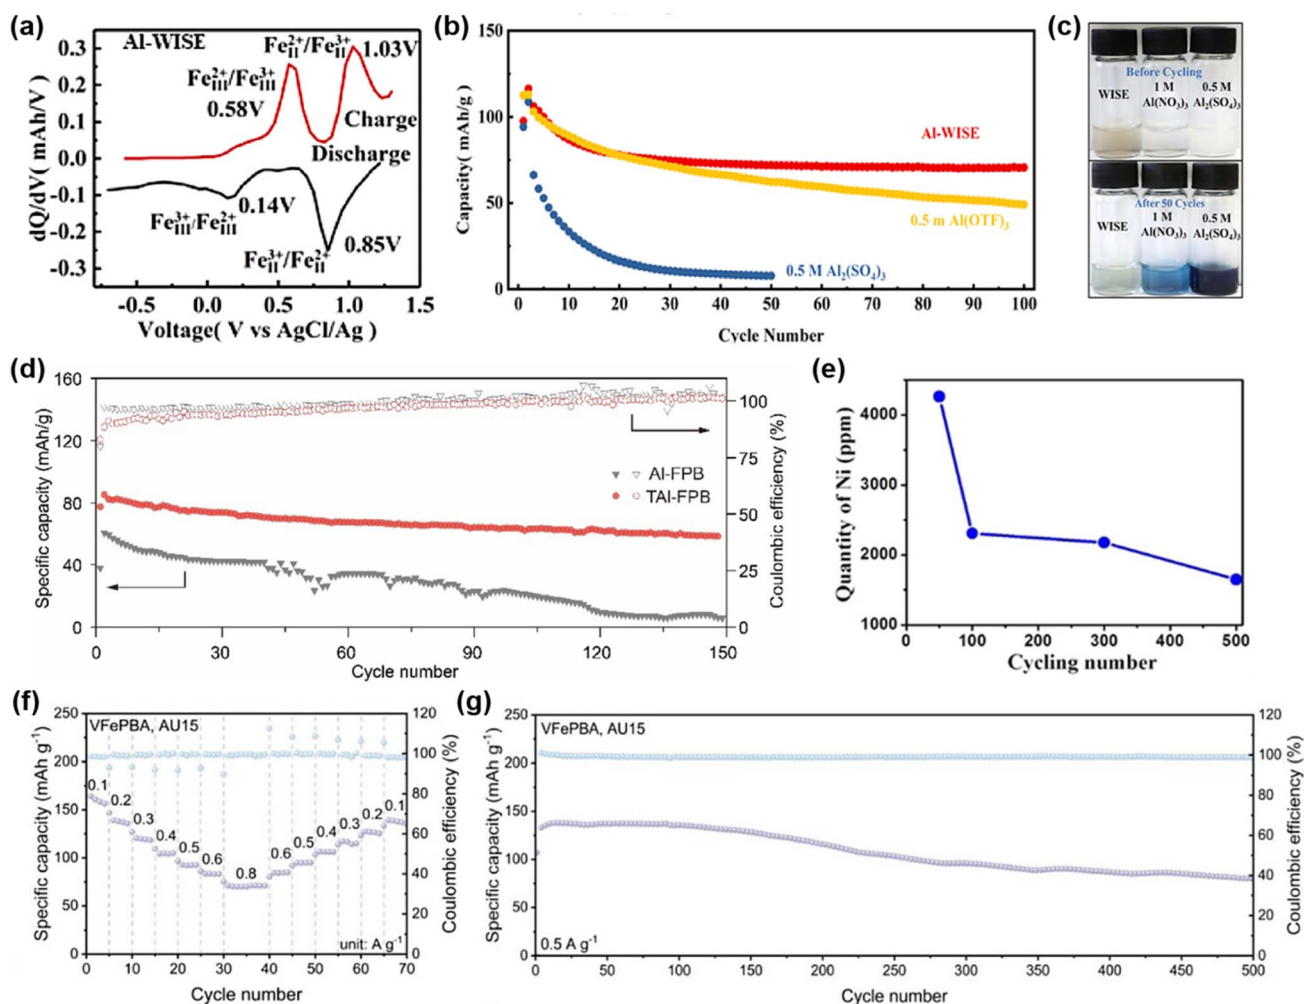 (a)
Al-WISE
Fe²⁺_II/Fe³⁺_II
1.03V
Fe²⁺_III/Fe³⁺_III
0.58V
Charge
Discharge
Fe³⁺_III/Fe²⁺_III
0.14V
Fe³⁺_II/Fe²⁺_II
0.85V
dQ/dV( mAh/V )
0.3
0.2
0.1
0.0
-0.1
-0.2
-0.3
-0.5 0.0 0.5 1.0 1.5
Voltage( V vs AgCl/Ag )
(b)
Capacity( mAh/g )
150
100
50
0
Al-WISE
0.5 m Al(OTF)₃
0.5 M Al₂(SO₄)₃
0 10 20 30 40 50 60 70 80 90 100
Cycle Number
(c)
Before Cycling
WISE
1 M
Al(NO₃)₃
0.5 M
Al₂(SO₄)₃
After 50 Cycles
WISE
1 M
Al(NO₃)₃
0.5 M
Al₂(SO₄)₃
(d)
Specific capacity (mAh/g)
160
120
80
40
0
Al-FPB
TAI-FPB
100
75
50
25
0
Coulombic efficiency (%)
1 30 60 90 120 150
Cycle number
(e)
Quantity of Ni (ppm)
4000
3000
2000
1000
0 100 200 300 400 500
Cycling number
(f)
VFePBA, AU15
Specific capacity (mAh g⁻¹)
250
200
150
100
50
0
0.1
0.2
0.3
0.4
0.5
0.6
0.8
0.6
0.5
0.4
0.3
0.2
0.1
unit: A g⁻¹
120
100
80
60
40
20
0
Coulombic efficiency (%)
0 10 20 30 40 50 60 70
Cycle number
(g)
VFePBA, AU15
Specific capacity (mAh g⁻¹)
250
200
150
100
50
0
0.5 A g⁻¹
120
100
80
60
40
20
0
Coulombic efficiency (%)
0 50 100 150 200 250 300 350 400 450 500
Cycle number